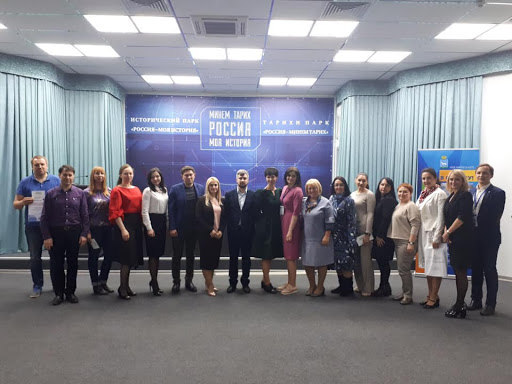 МИНЕМ ТАРИХ
РОССИЯ
МОЯ ИСТОРИЯ
ИСТОРИЧЕСКИЙ ПАРК
«РОССИЯ - МОЯ ИСТОРИЯ»
ТАРИХИ ПАРК
«РОССИЯ - МИНЕМ ТАРИХ»